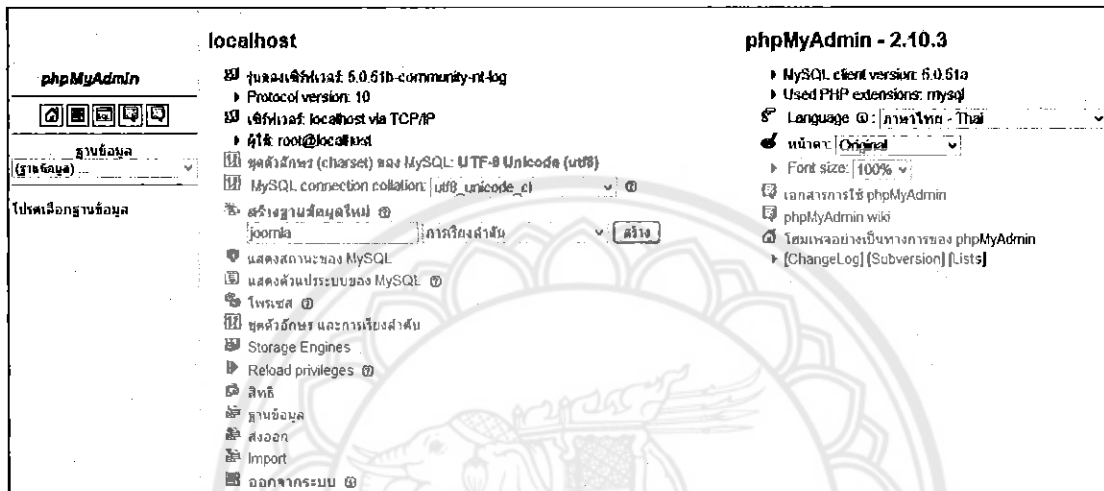 phpMyAdmin
ฐานข้อมูล
(ฐานข้อมูล) ...
โปรดเลือกฐานข้อมูล
localhost
รุ่นของเซิร์ฟเวอร์: 5.0.51b-community-nt-log
Protocol version: 10
เซิร์ฟเวอร์: localhost via TCP/IP
ผู้ใช้: root@localhost
ชุดตัวอักษร (charset) ของ MySQL: UTF-8 Unicode (utf8)
MySQL connection collation: utf8_unicode_ci
สร้างฐานข้อมูลใหม่
joomla การเรียงลำดับ สร้าง
แสดงสถานะของ MySQL
แสดงตัวแปรระบบของ MySQL
โพรเซส
ชุดตัวอักษร และการเรียงลำดับ
Storage Engines
Reload privileges
สิทธิ
ฐานข้อมูล
ส่งออก
Import
ออกจากระบบ
phpMyAdmin - 2.10.3
MySQL client version: 5.0.51a
Used PHP extensions: mysql
Language : ภาษาไทย - Thai
หน้าตา: Original
Font size: 100%
เอกสารการใช้ phpMyAdmin
phpMyAdmin wiki
โฮมเพจอย่างเป็นทางการของ phpMyAdmin
[ChangeLog] [Subversion] [Lists]